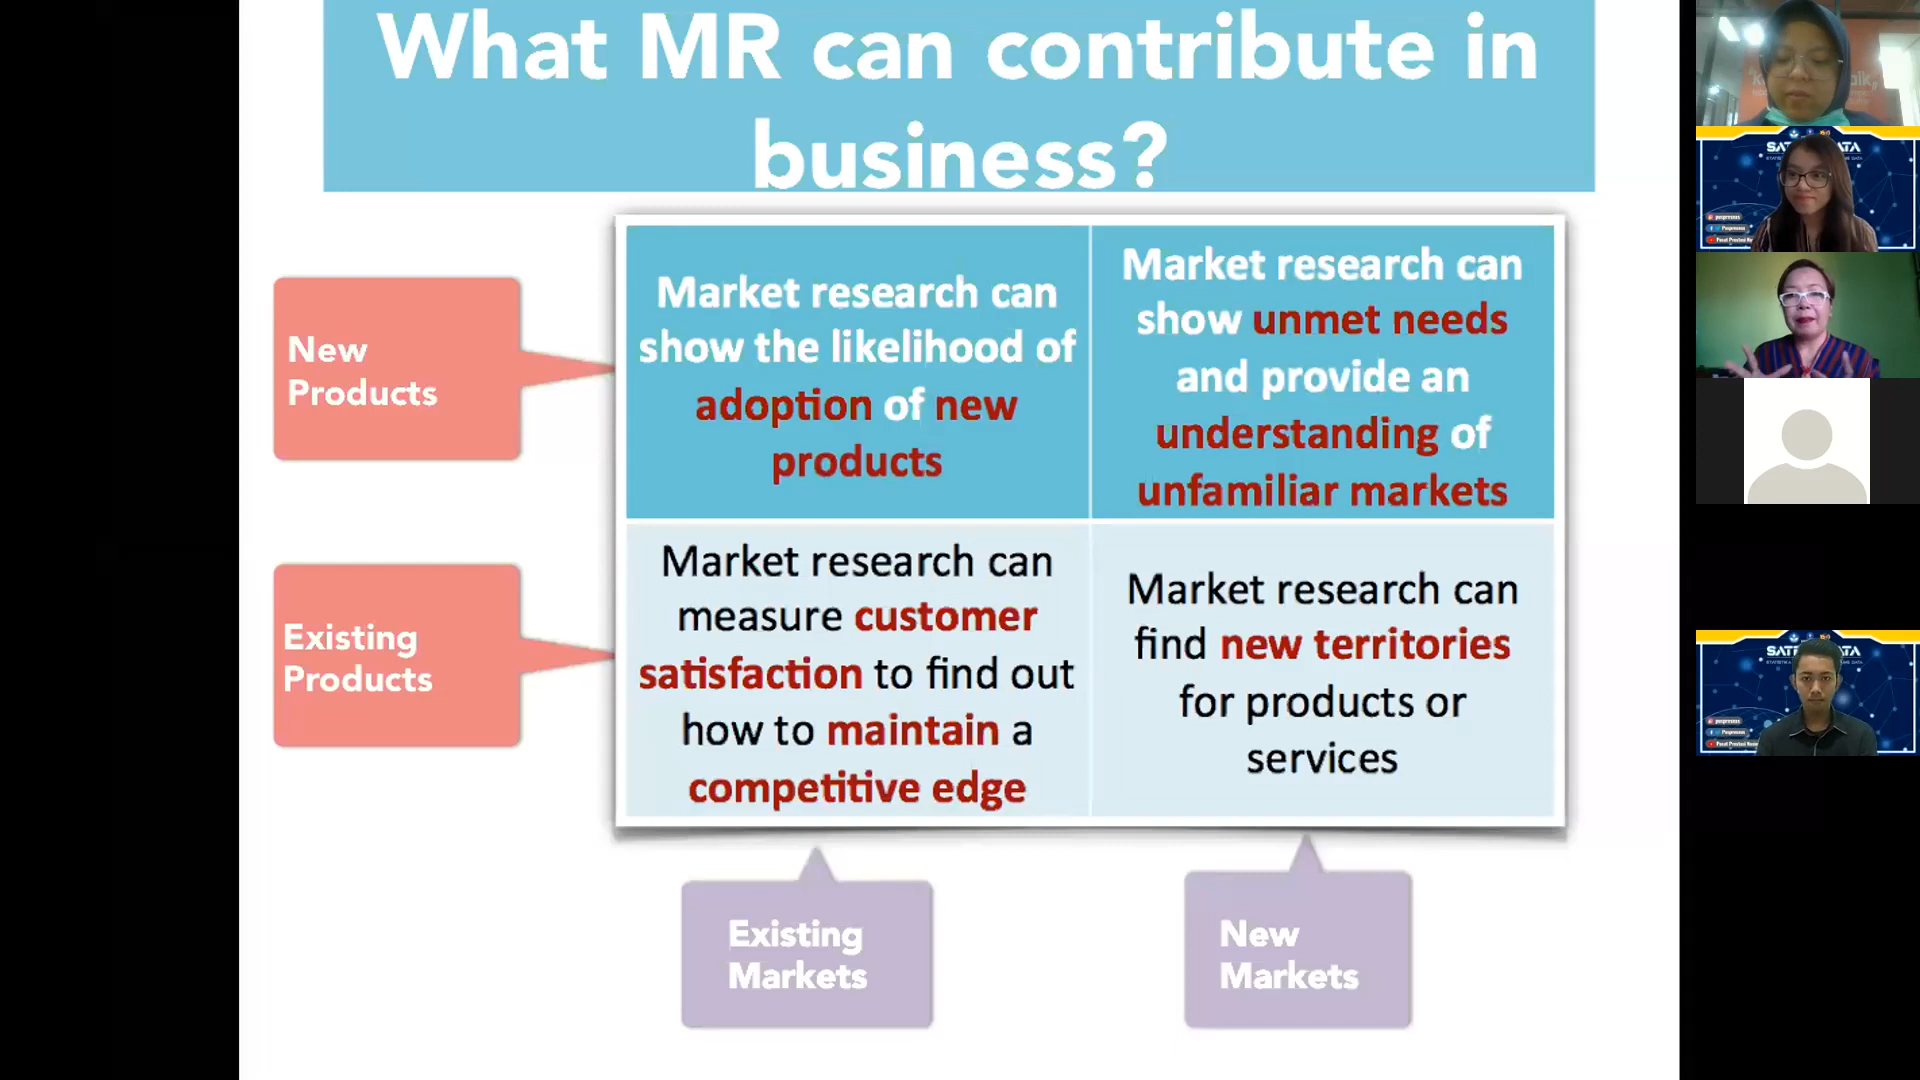 What MR can contribute in
business?
New
Products
Market research can
show the likelihood of
adoption of new
products
Market research can
show unmet needs
and provide an
understanding of
unfamiliar markets
Existing
Products
Market research can
measure customer
satisfaction to find out
how to maintain a
competitive edge
Market research can
find new territories
for products or
services
Existing
Markets
New
Markets
puspresnas
Puspresnas